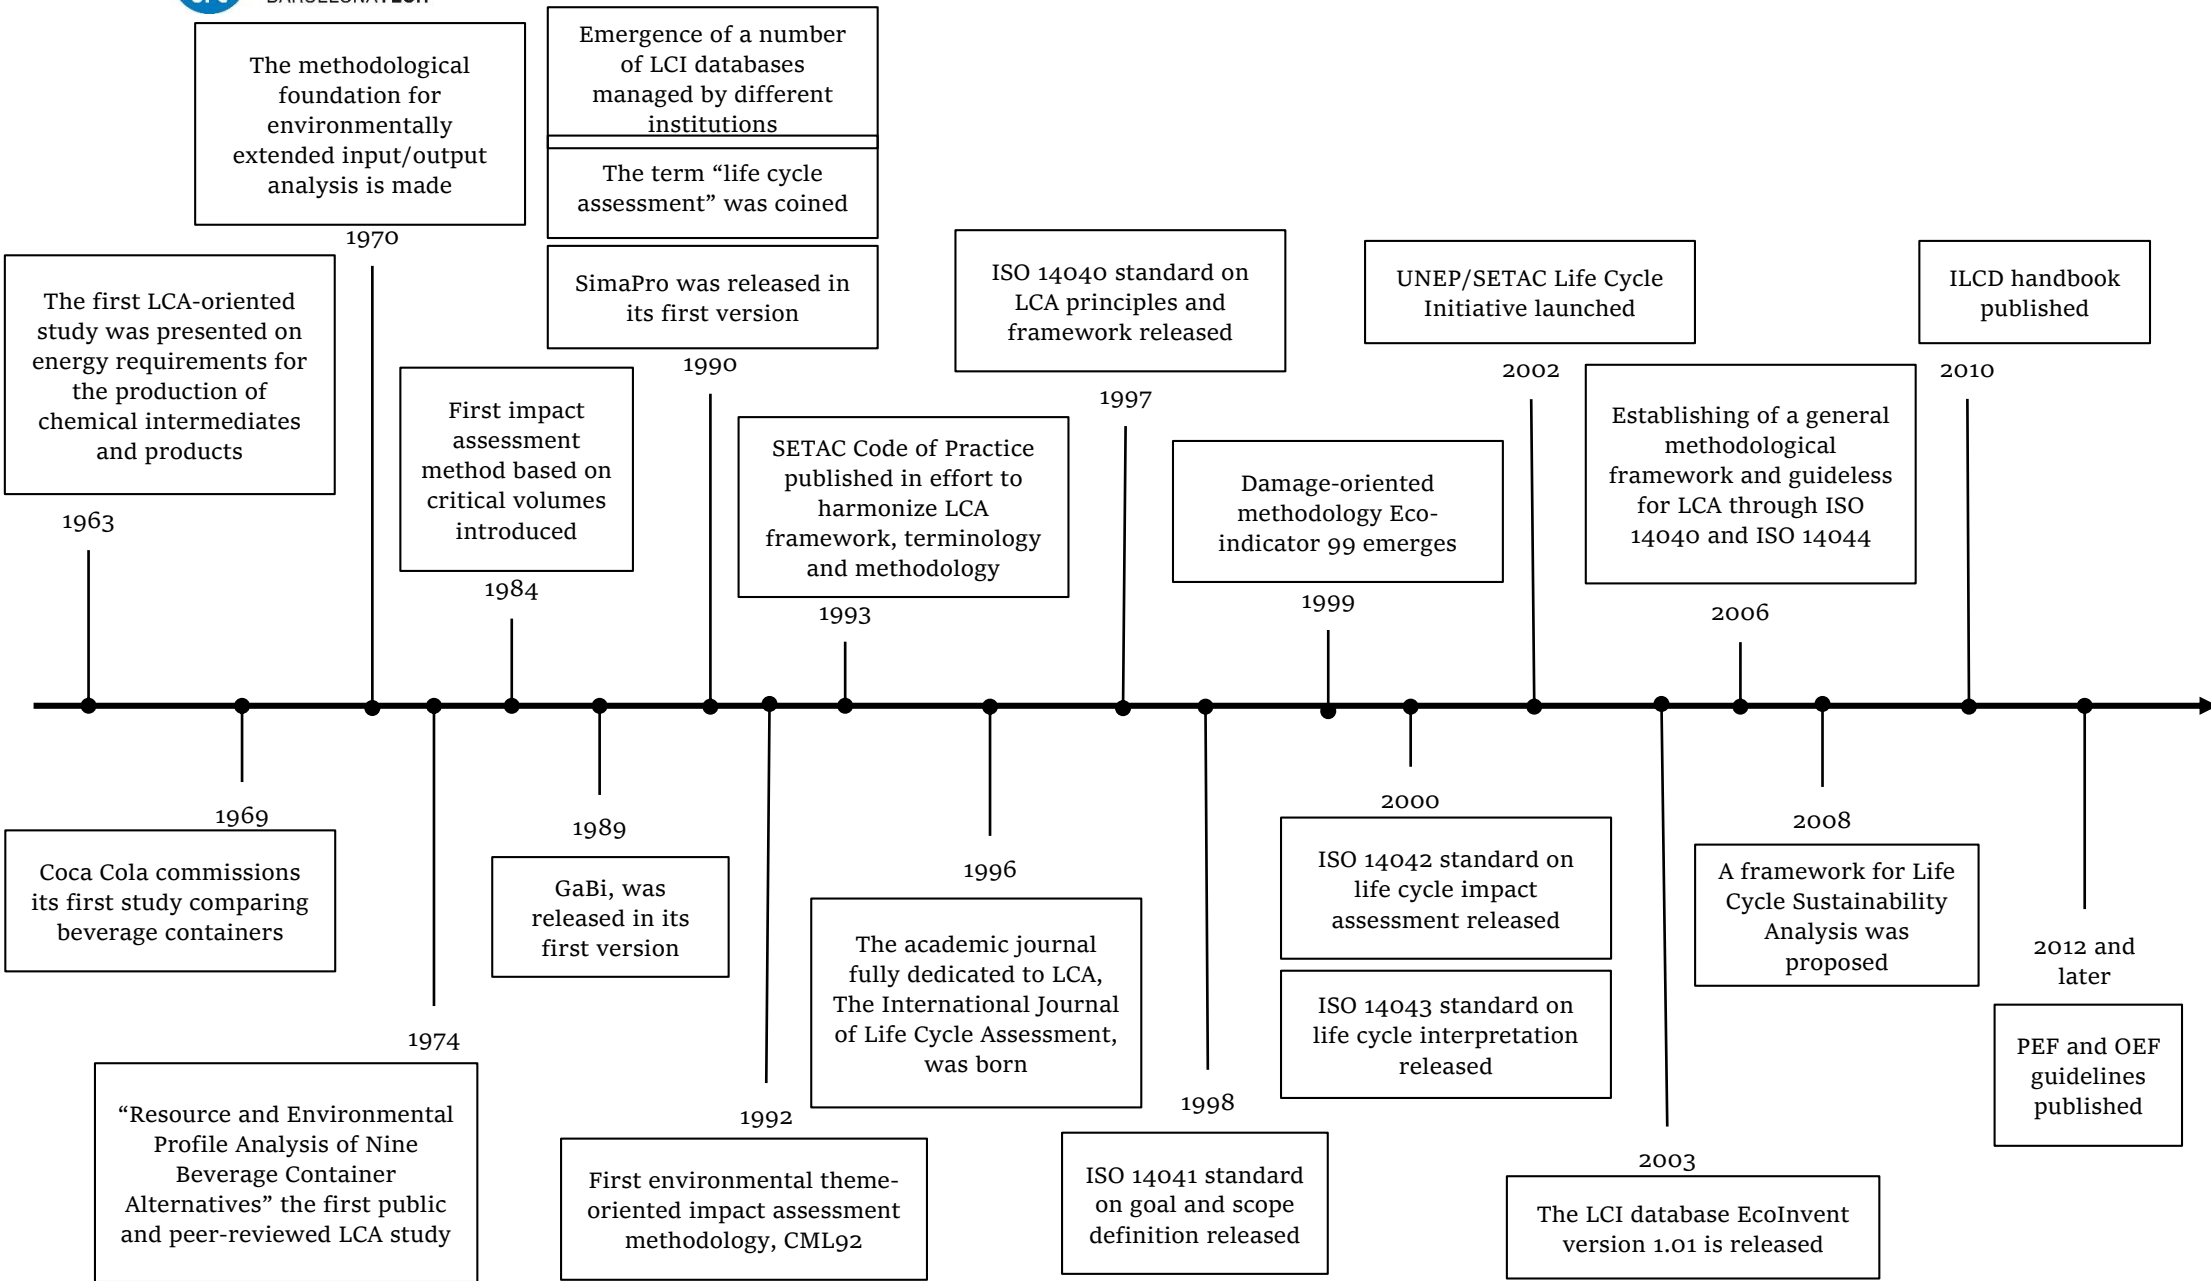 BARCELONATECH
The methodological
foundation for
environmentally
extended input/output
analysis is made
1970
Emergence of a number
of LCI databases
managed by different
institutions
The term “life cycle
assessment” was coined
SimaPro was released in
its first version
1990
The first LCA-oriented
study was presented on
energy requirements for
the production of
chemical intermediates
and products
1963
First impact
assessment
method based on
critical volumes
introduced
1984
SETAC Code of Practice
published in effort to
harmonize LCA
framework, terminology
and methodology
1993
ISO 14040 standard on
LCA principles and
framework released
1997
Damage-oriented
methodology Eco-
indicator 99 emerges
1999
UNEP/SETAC Life Cycle
Initiative launched
2002
Establishing of a general
methodological
framework and guideless
for LCA through ISO
14040 and ISO 14044
2006
ILCD handbook
published
2010
1969
Coca Cola commissions
its first study comparing
beverage containers
1974
“Resource and Environmental
Profile Analysis of Nine
Beverage Container
Alternatives” the first public
and peer-reviewed LCA study
1989
GaBi, was
released in its
first version
1992
First environmental theme-
oriented impact assessment
methodology, CML92
1996
The academic journal
fully dedicated to LCA,
The International Journal
of Life Cycle Assessment,
was born
1998
ISO 14041 standard
on goal and scope
definition released
2000
ISO 14042 standard on
life cycle impact
assessment released
ISO 14043 standard on
life cycle interpretation
released
2003
The LCI database EcoInvent
version 1.01 is released
2008
A framework for Life
Cycle Sustainability
Analysis was
proposed
2012 and
later
PEF and OEF
guidelines
published